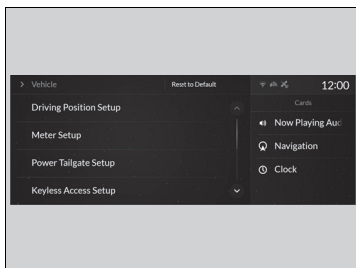 Vehicle
Reset to Default
12:00
Driving Position Setup
Meter Setup
Power Tailgate Setup
Keyless Access Setup
Cards
Now Playing Aud
Navigation
Clock